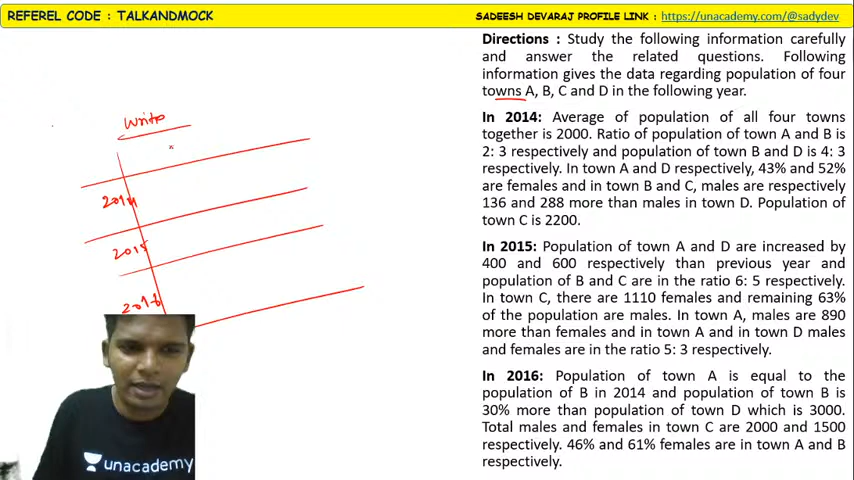 REFEREL CODE : TALKANDMOCK
SADEESH DEVARAJ PROFILE LINK : https://unacademy.com/@sadydev
Directions : Study the following information carefully
and answer the related questions. Following
information gives the data regarding population of four
towns A, B, C and D in the following year.
In 2014: Average of population of all four towns
together is 2000. Ratio of population of town A and B is
2: 3 respectively and population of town B and D is 4: 3
respectively. In town A and D respectively, 43% and 52%
are females and in town B and C, males are respectively
136 and 288 more than males in town D. Population of
town C is 2200.
In 2015: Population of town A and D are increased by
400 and 600 respectively than previous year and
population of B and C are in the ratio 6: 5 respectively.
In town C, there are 1110 females and remaining 63%
of the population are males. In town A, males are 890
more than females and in town A and in town D males
and females are in the ratio 5: 3 respectively.
In 2016: Population of town A is equal to the
population of B in 2014 and population of town B is
30% more than population of town D which is 3000.
Total males and females in town C are 2000 and 1500
respectively. 46% and 61% females are in town A and B
respectively.
Write
2014
2015
2016
unacademy